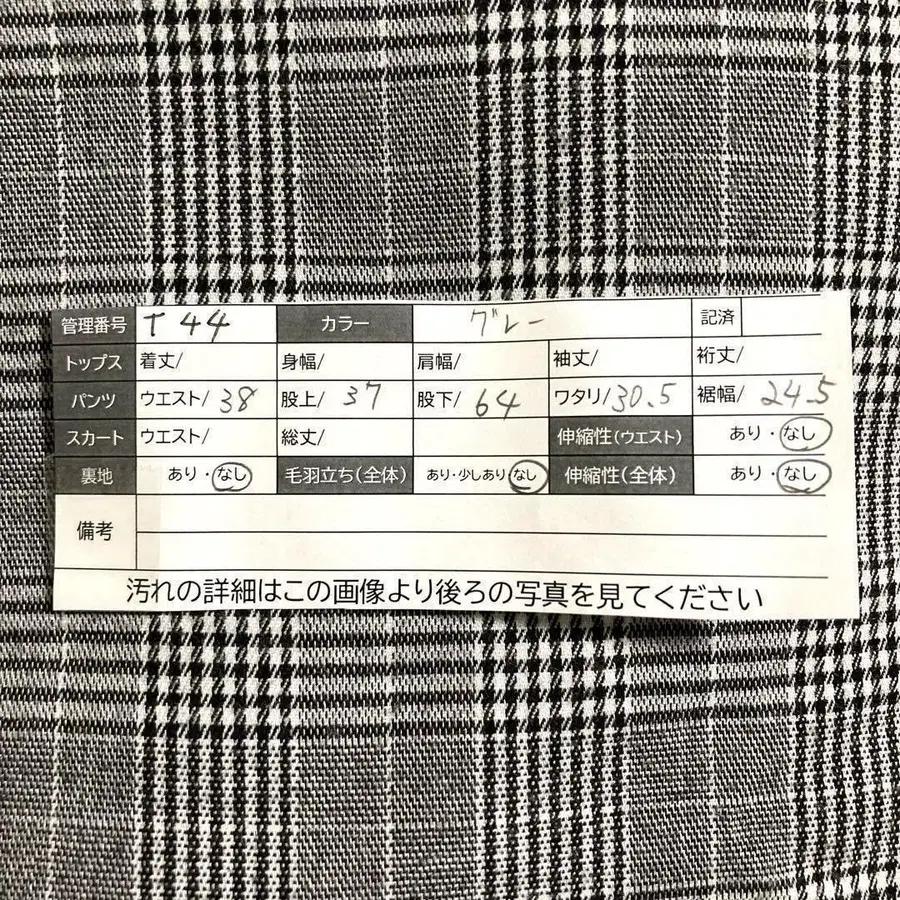 管理番号 T 44 カラー グレー 記済
トップス 着丈/ 身幅/ 肩幅/ 袖丈/ 裄丈/
パンツ ウエスト/ 38 股上/ 37 股下/ 64 ワタリ/ 30.5 裾幅/ 24.5
スカート ウエスト/ 総丈/ 伸縮性(ウエスト) あり・なし
裏地 あり・なし 毛羽立ち(全体) あり・少しあり・なし 伸縮性(全体) あり・なし
備考
汚れの詳細はこの画像より後ろの写真を見てください